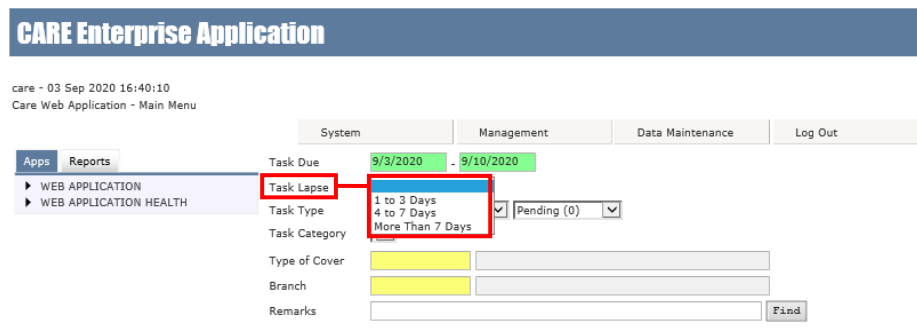 CARE Enterprise Application
care - 03 Sep 2020 16:40:10
Care Web Application - Main Menu
System Management Data Maintenance Log Out
Apps Reports
WEB APPLICATION
WEB APPLICATION HEALTH
Task Due 9/3/2020 - 9/10/2020
Task Lapse
1 to 3 Days
4 to 7 Days
More Than 7 Days
Task Type Pending (0)
Task Category
Type of Cover
Branch
Remarks Find